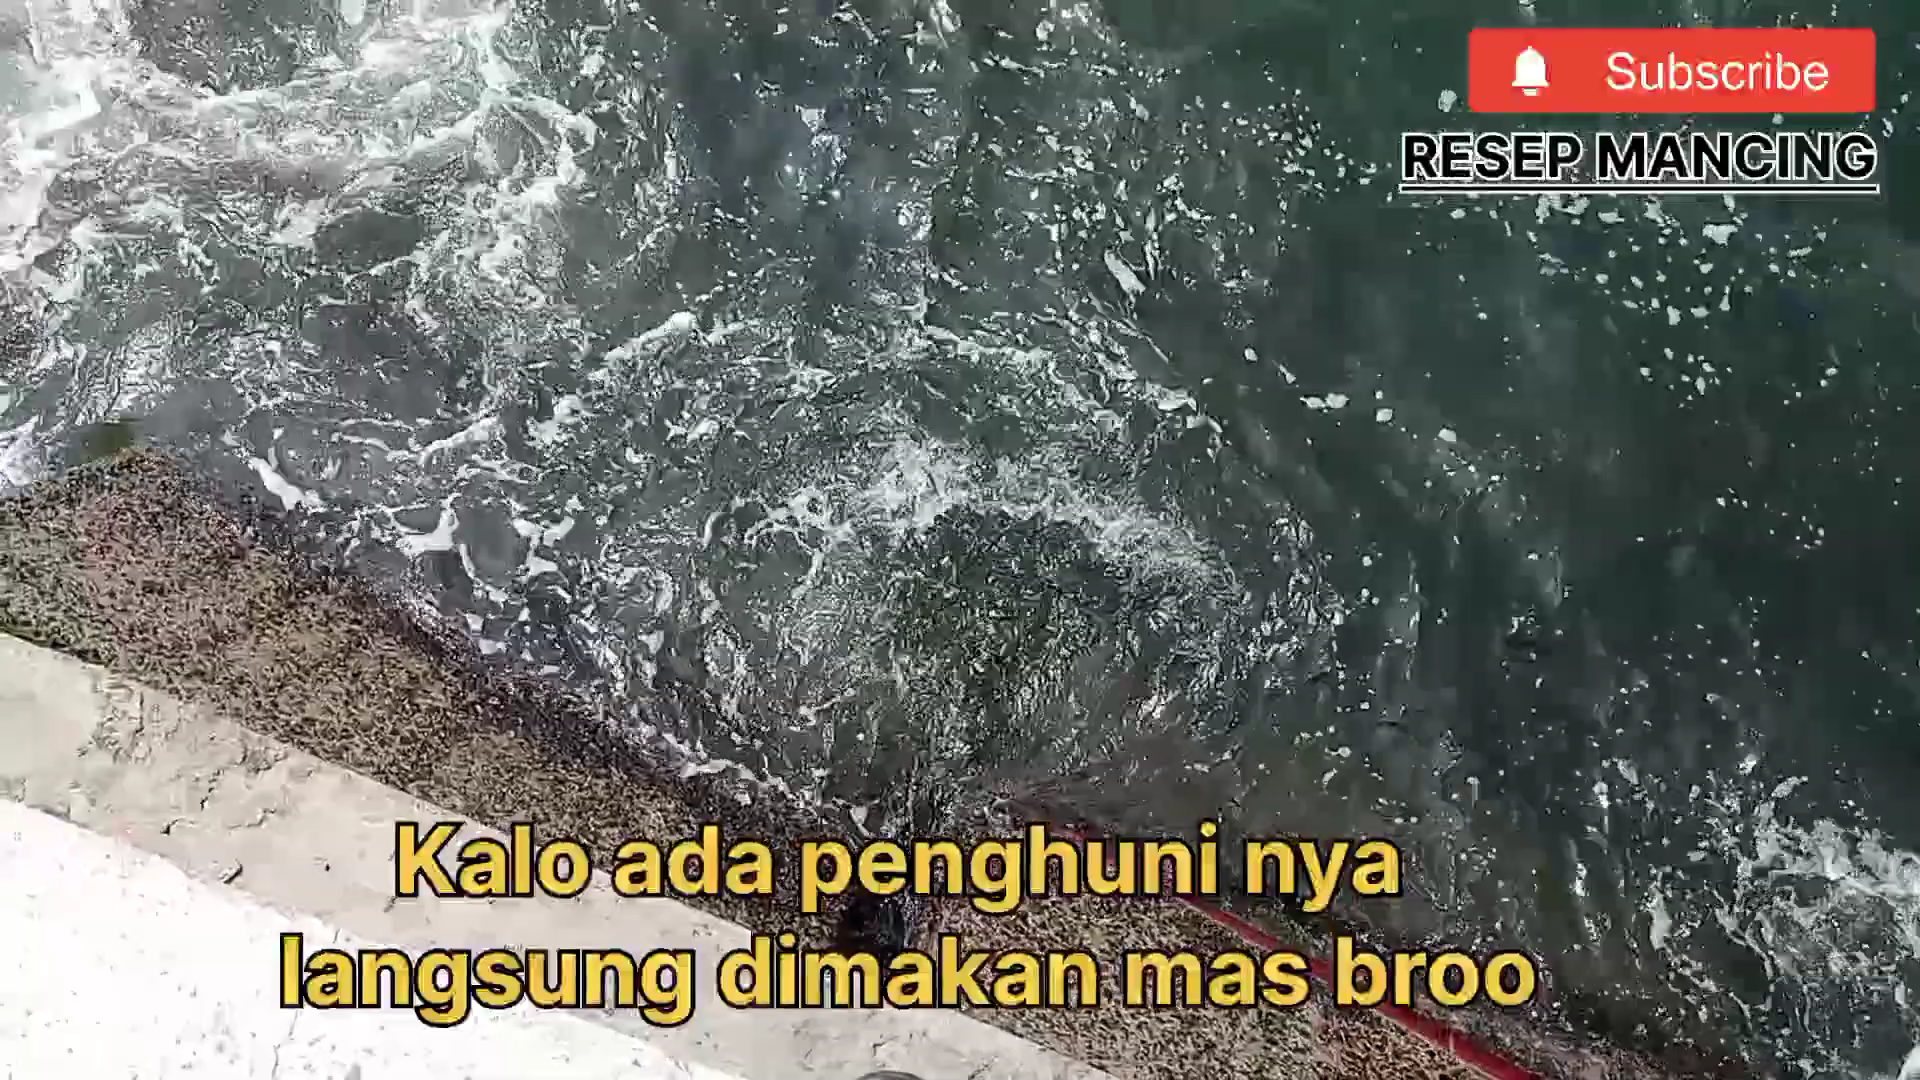 Subscribe
RESEP MANCING
Kalo ada penghuni nya
langsung dimakan mas broo